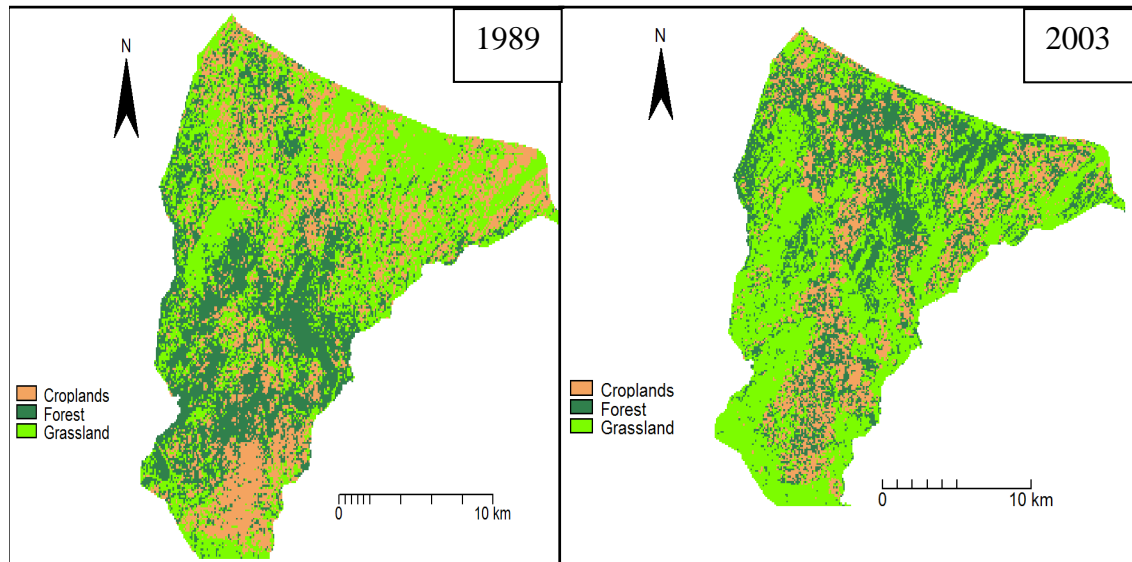 1989
N
Croplands
Forest
Grassland
0 10 km
2003
N
Croplands
Forest
Grassland
0 10 km